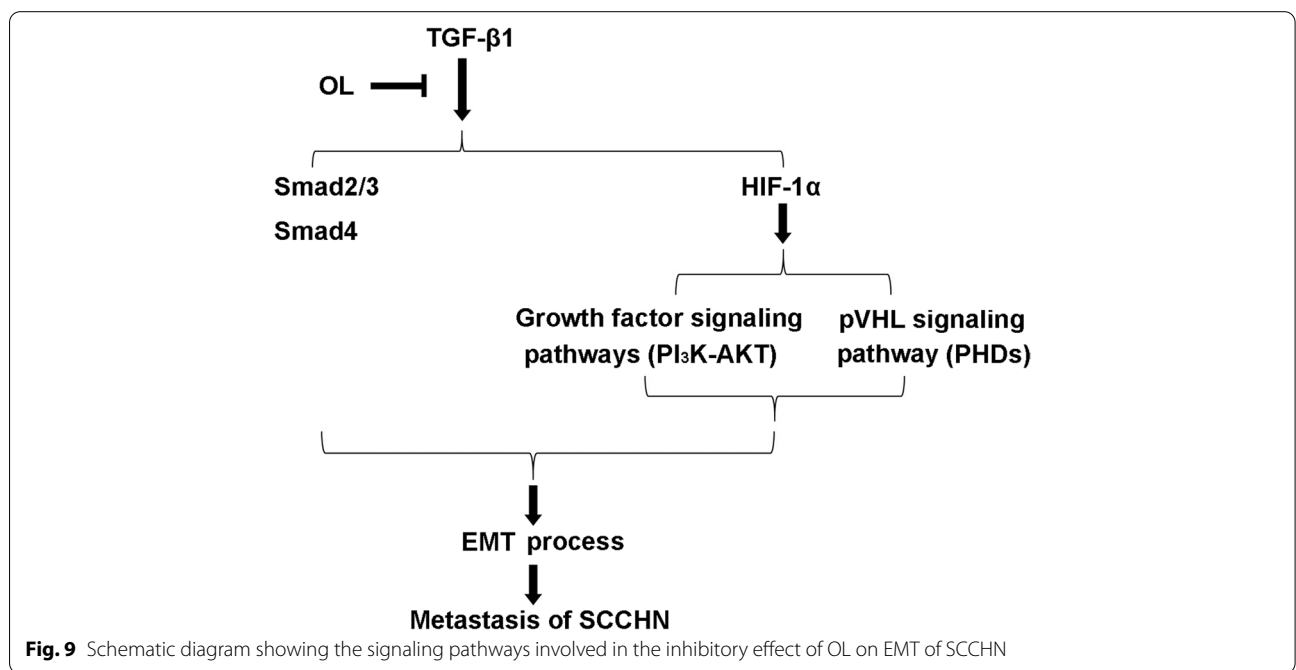 TGF-β1
OL
Smad2/3
HIF-1α
Smad4
Growth factor signaling
pathways (PI₃K-AKT)
pVHL signaling
pathway (PHDs)
EMT process
Metastasis of SCCHN
Fig. 9 Schematic diagram showing the signaling pathways involved in the inhibitory effect of OL on EMT of SCCHN